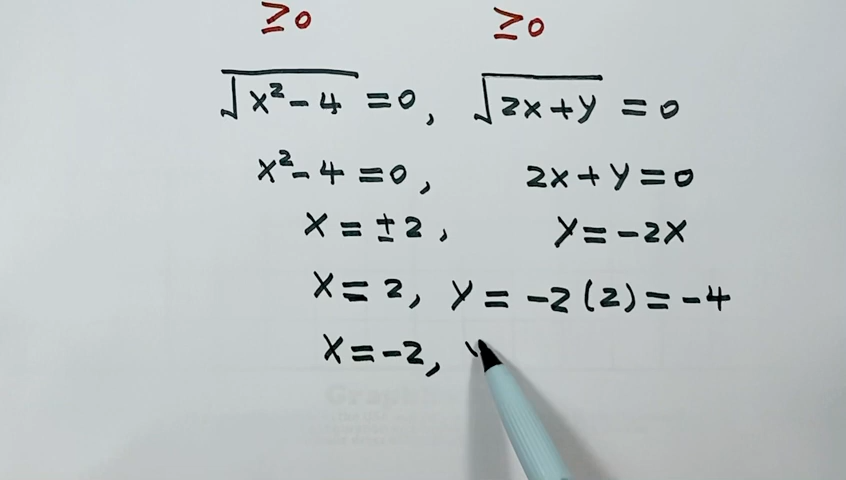 ≥0 ≥0
√(x²-4) =0, √(2x+y) =0
x²-4=0, 2x+y=0
x=±2, y=-2x
x=2, y=-2(2)=-4
x=-2,